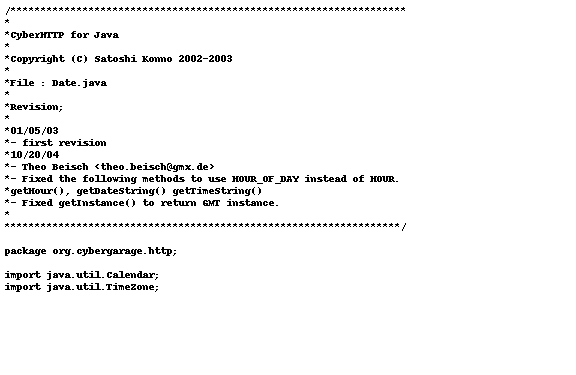 /******************************************************************
*
*CyberHTTP for Java
*
*Copyright (C) Satoshi Konno 2002-2003
*
*File : Date.java
*
*Revision;
*
*01/05/03
*- first revision
*10/20/04
*- Theo Beisch <theo.beisch@gmx.de>
*- Fixed the following methods to use HOUR_OF_DAY instead of HOUR.
*getHour(), getDateString() getTimeString()
*- Fixed getInstance() to return GMT instance.
*
******************************************************************/
package org.cybergarage.http;
import java.util.Calendar;
import java.util.TimeZone;